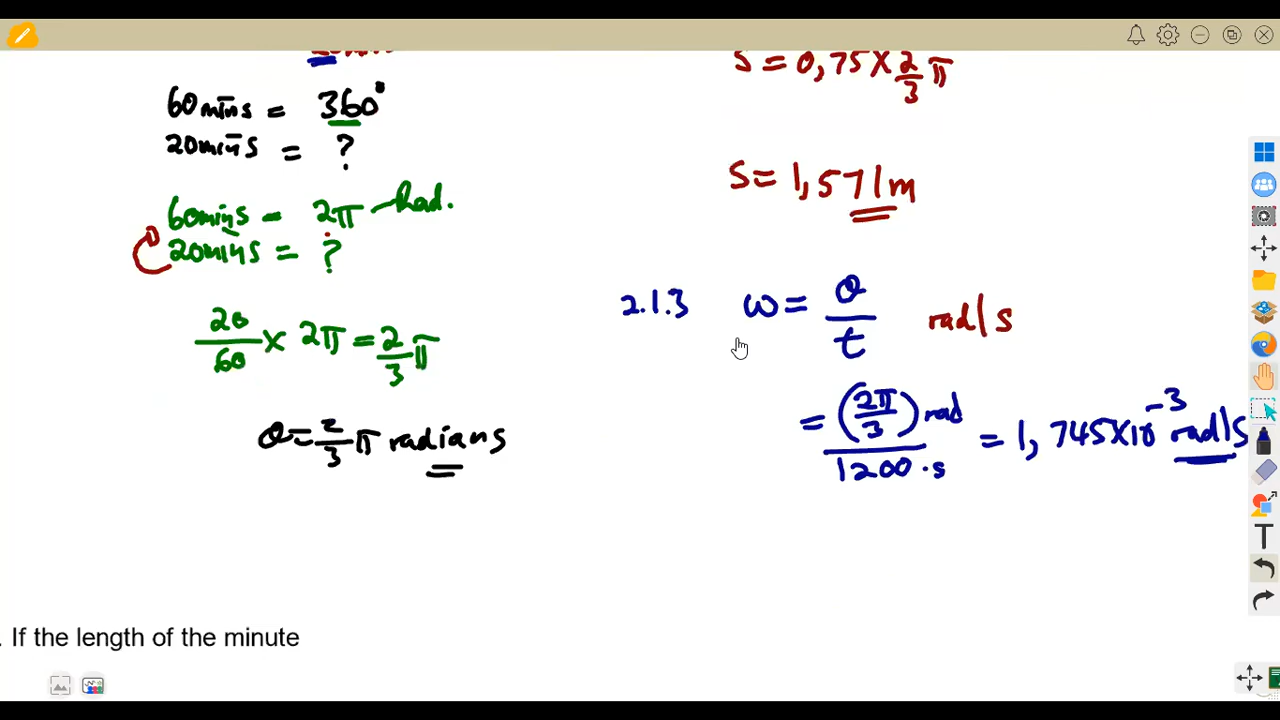 60mins = 360°
20mins = ?
60mins = 2π rad.
20mins = ?
20/60 × 2π = 2/3 π
θ = 2/3 π radians
S = 0,75 × 2/3 π
S = 1,571m
2.1.3 ω = θ/t rad/s
= (2π/3) rad / 1200 · s = 1,745×10⁻³ rad/s
. If the length of the minute
T